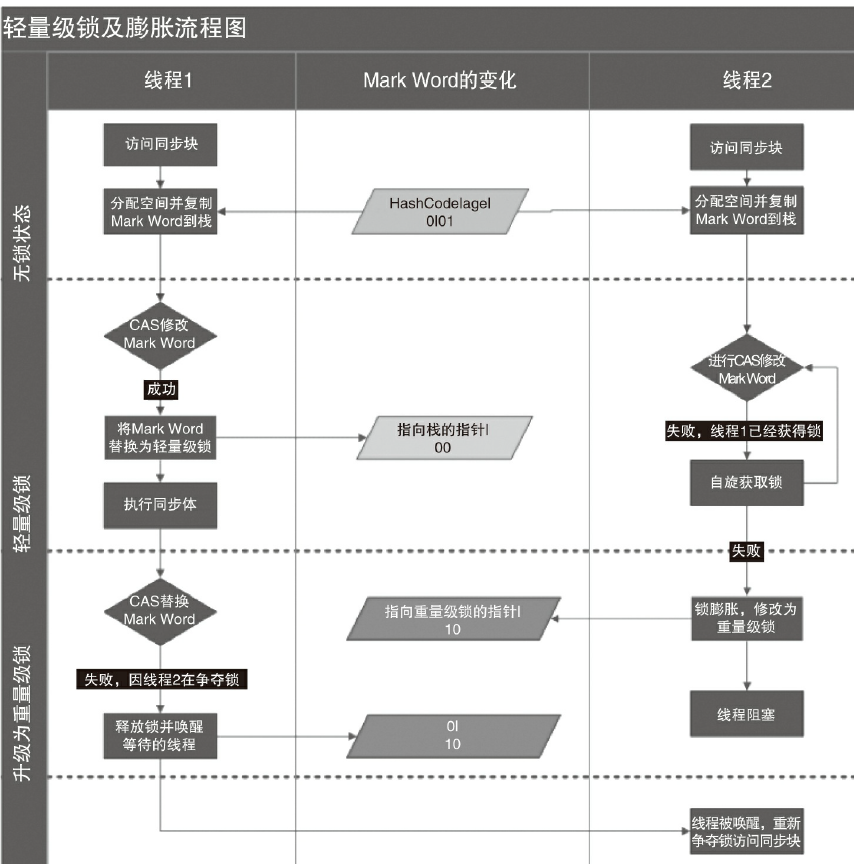 轻量级锁及膨胀流程图
线程1
Mark Word的变化
线程2
无锁状态
访问同步块
访问同步块
分配空间并复制
Mark Word到栈
HashCodelagel
0I01
分配空间并复制
Mark Word到栈
轻量级锁
CAS修改
Mark Word
进行CAS修改
Mark Word
成功
将Mark Word
替换为轻量级锁
指向栈的指针I
00
失败，线程1已经获得锁
自旋获取锁
执行同步体
失败
升级为重量级锁
CAS替换
Mark Word
指向重量级锁的指针I
10
锁膨胀，修改为
重量级锁
失败，因线程2在争夺锁
释放锁并唤醒
等待的线程
0I
10
线程阻塞
线程被唤醒，重新
争夺锁访问同步块